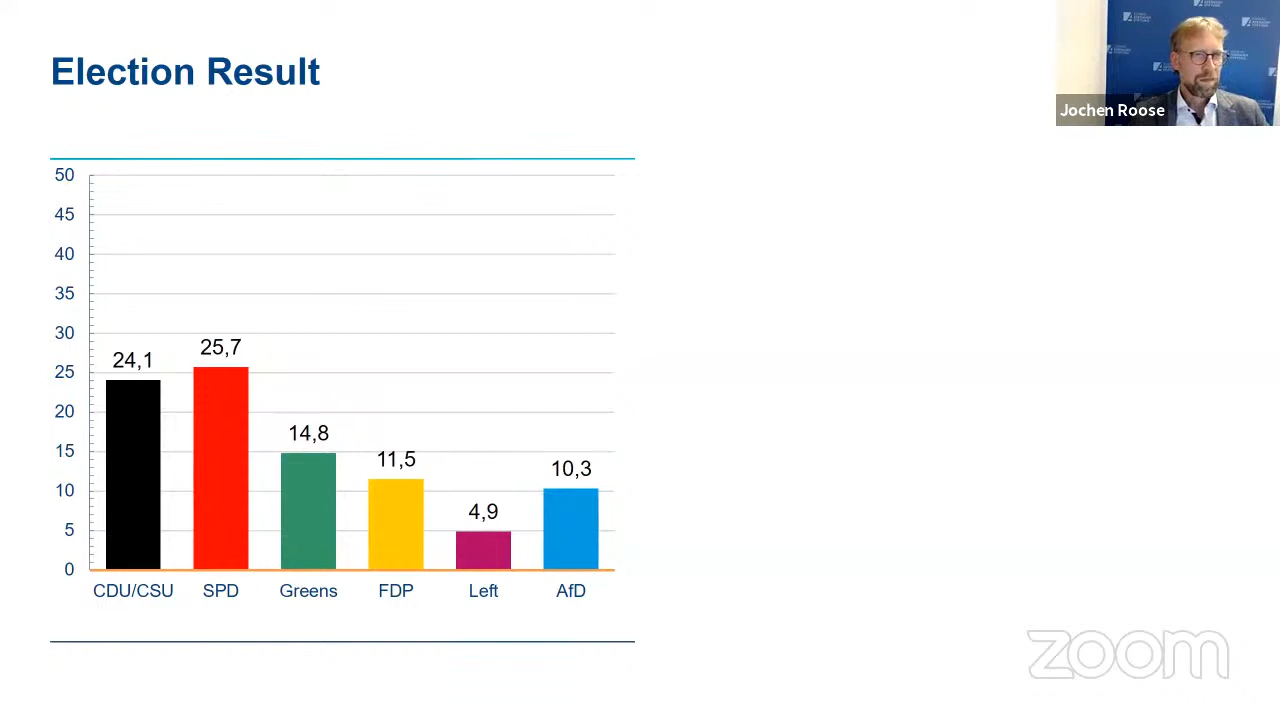 Election Result
Jochen Roose
50
45
40
35
30
25
20
15
10
5
0
24,1
25,7
14,8
11,5
4,9
10,3
CDU/CSU
SPD
Greens
FDP
Left
AfD
zoom